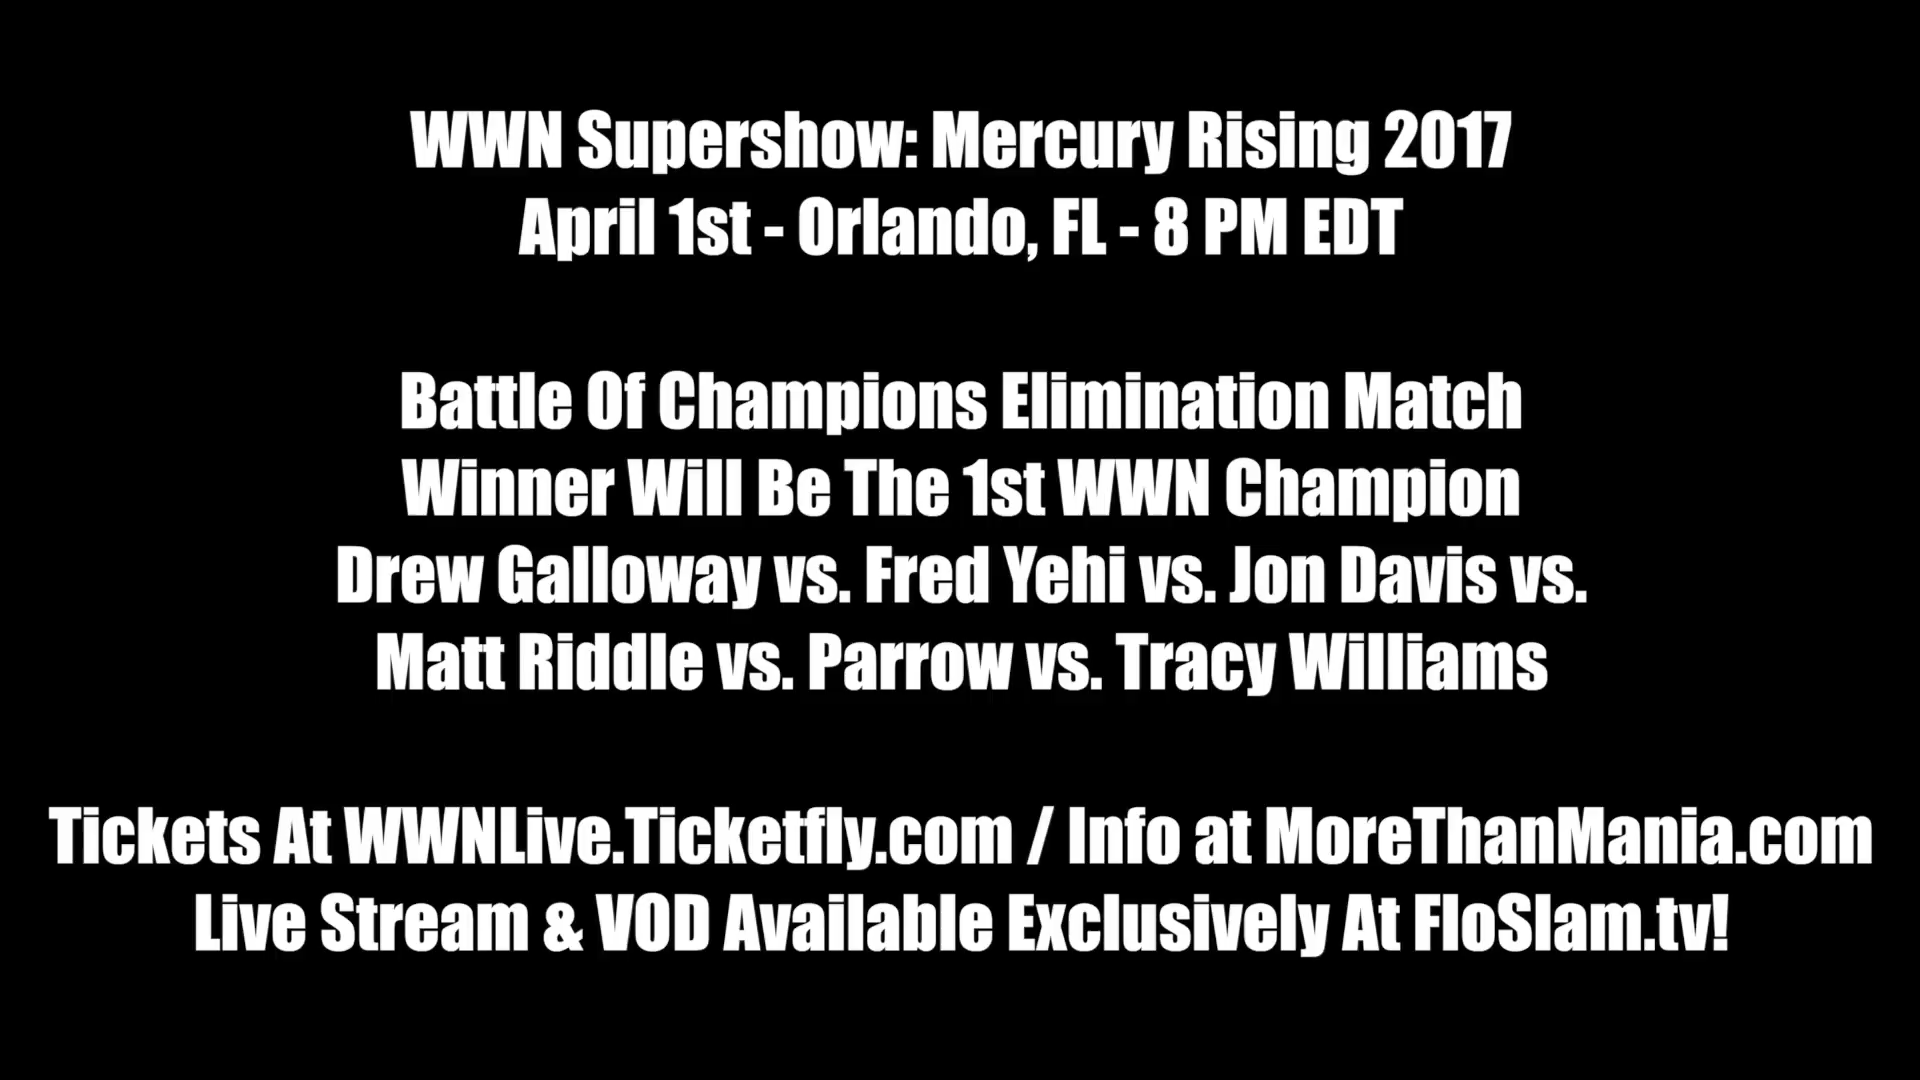 WWN Supershow: Mercury Rising 2017
April 1st - Orlando, FL - 8 PM EDT
Battle Of Champions Elimination Match
Winner Will Be The 1st WWN Champion
Drew Galloway vs. Fred Yehi vs. Jon Davis vs.
Matt Riddle vs. Parrow vs. Tracy Williams
Tickets At WWNLive.Ticketfly.com / Info at MoreThanMania.com
Live Stream & VOD Available Exclusively At FloSlam.tv!